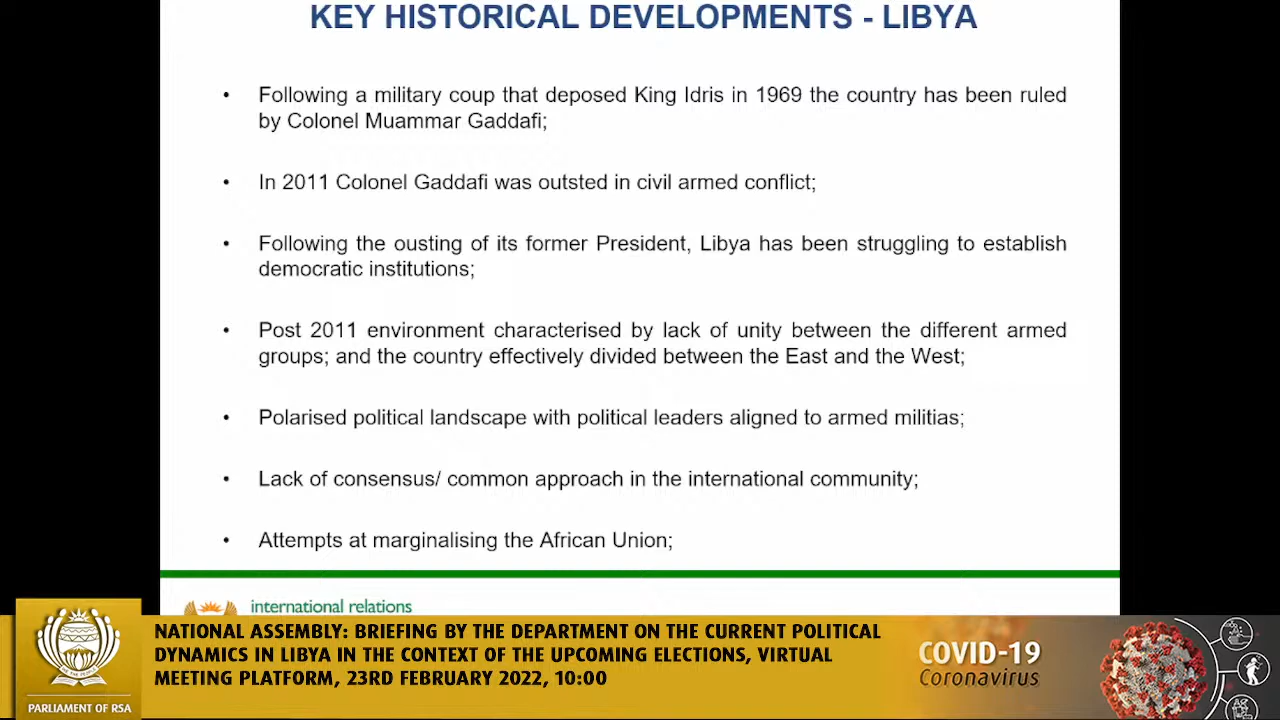 KEY HISTORICAL DEVELOPMENTS - LIBYA
• Following a military coup that deposed King Idris in 1969 the country has been ruled
by Colonel Muammar Gaddafi;
• In 2011 Colonel Gaddafi was outsted in civil armed conflict;
• Following the ousting of its former President, Libya has been struggling to establish
democratic institutions;
• Post 2011 environment characterised by lack of unity between the different armed
groups; and the country effectively divided between the East and the West;
• Polarised political landscape with political leaders aligned to armed militias;
• Lack of consensus/ common approach in the international community;
• Attempts at marginalising the African Union;
international relations
NATIONAL ASSEMBLY: BRIEFING BY THE DEPARTMENT ON THE CURRENT POLITICAL
DYNAMICS IN LIBYA IN THE CONTEXT OF THE UPCOMING ELECTIONS, VIRTUAL
MEETING PLATFORM, 23RD FEBRUARY 2022, 10:00
PARLIAMENT OF RSA
COVID-19
Coronavirus